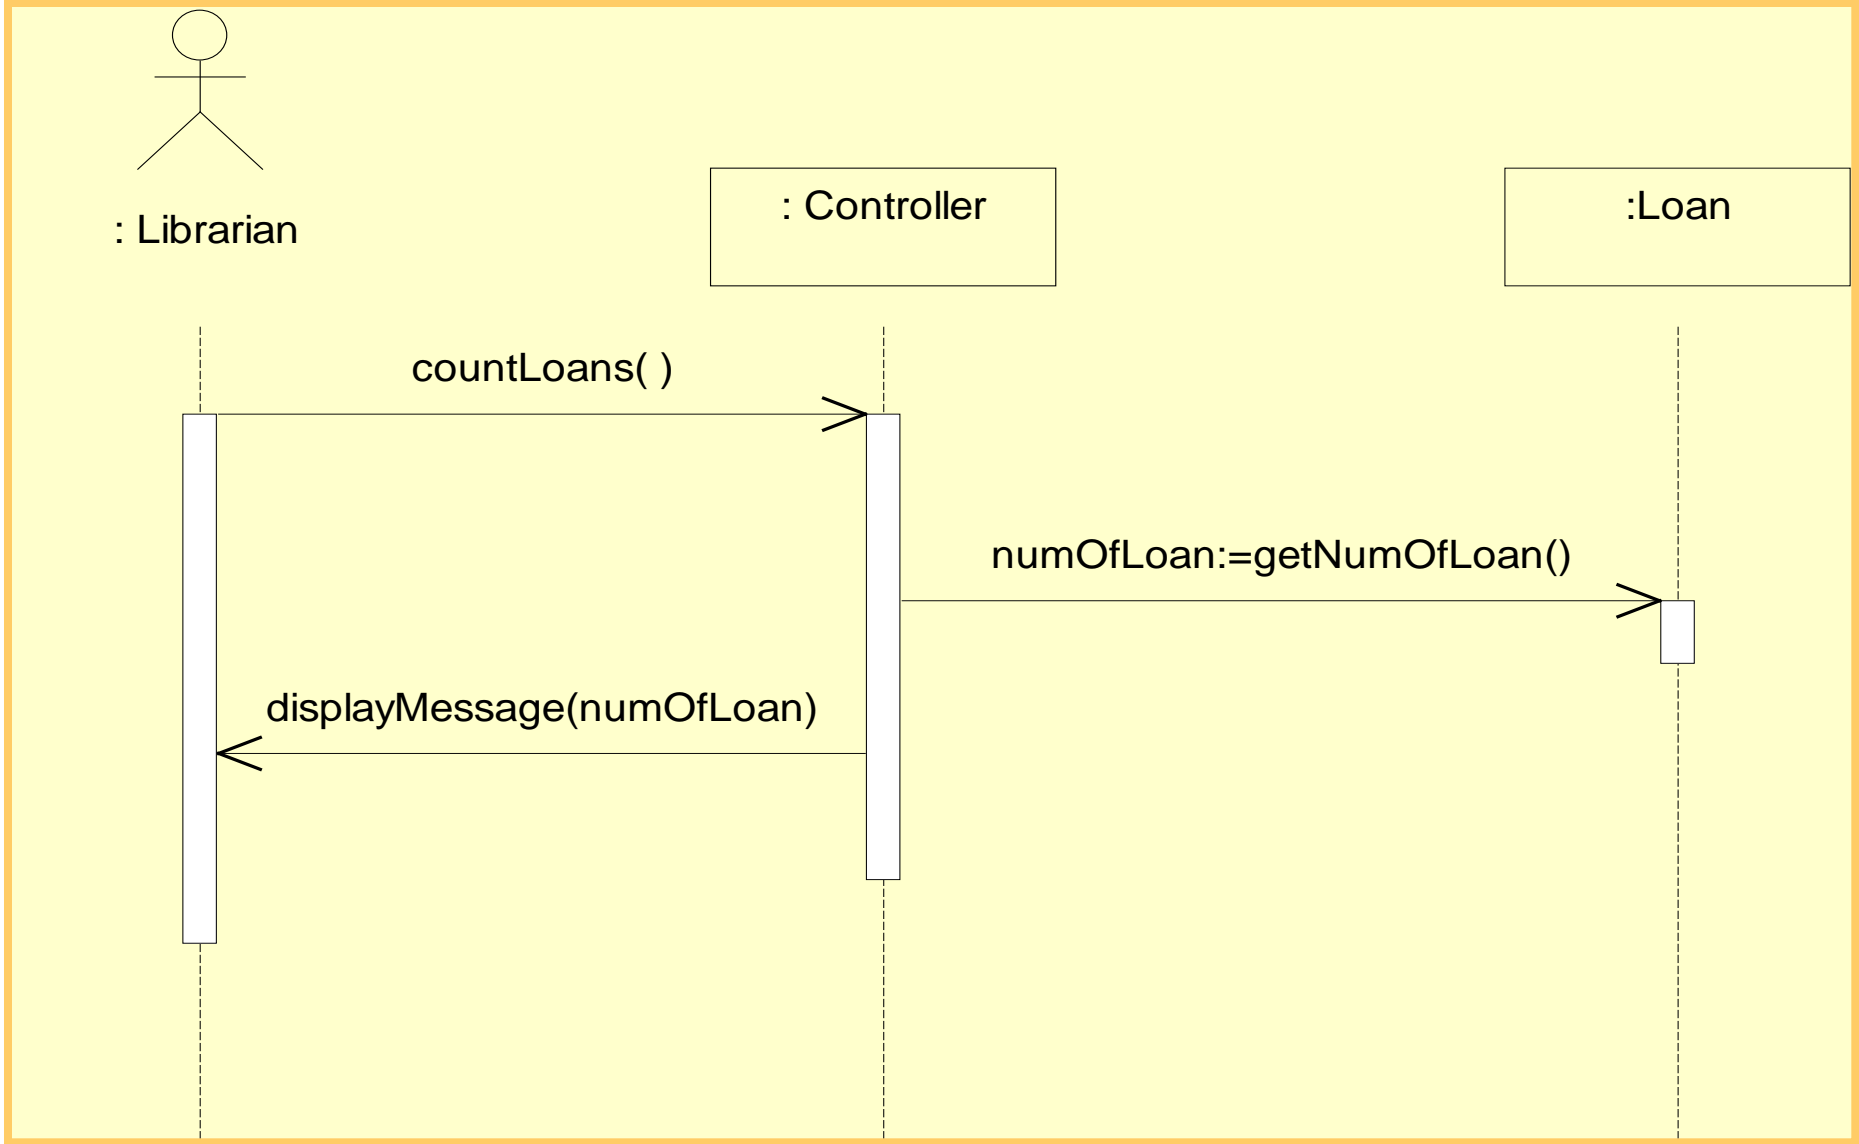 : Librarian
: Controller
:Loan
countLoans( )
numOfLoan:=getNumOfLoan()
displayMessage(numOfLoan)